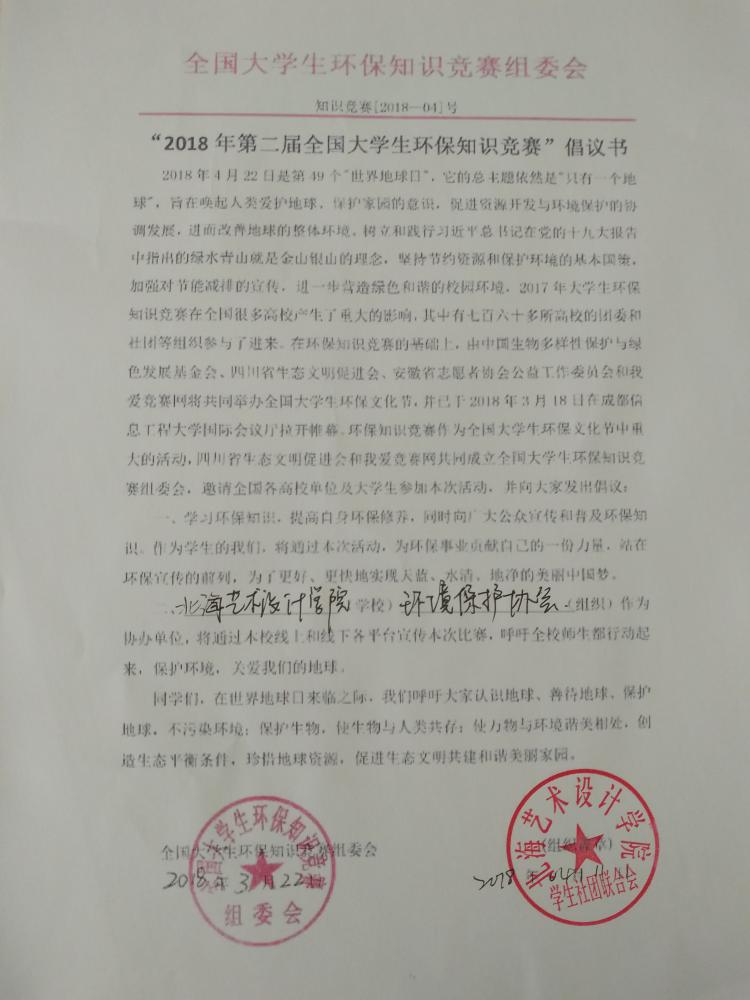 全国大学生环保知识竞赛组委会
知识竞赛[2018—04]号
“2018 年第二届全国大学生环保知识竞赛”倡议书
2018 年 4 月 22 日是第 49 个"世界地球日"，它的总主题依然是"只有一个地
球"，旨在唤起人类爱护地球、保护家园的意识，促进资源开发与环境保护的协
调发展，进而改善地球的整体环境。树立和践行习近平总书记在党的十九大报告
中指出的绿水青山就是金山银山的理念，坚持节约资源和保护环境的基本国策，
加强对节能减排的宣传，进一步营造绿色和谐的校园环境，2017 年大学生环保
知识竞赛在全国很多高校产生了重大的影响，其中有七百六十多所高校的团委和
社团等组织参与了进来。在环保知识竞赛的基础上，由中国生物多样性保护与绿
色发展基金会、四川省生态文明促进会、安徽省志愿者协会公益工作委员会和我
爱竞赛网将共同举办全国大学生环保文化节，并已于 2018 年 3 月 18 日在成都信
息工程大学国际会议厅拉开帷幕。环保知识竞赛作为全国大学生环保文化节中重
大的活动，四川省生态文明促进会和我爱竞赛网共同成立全国大学生环保知识竞
赛组委会，邀请全国各高校单位及大学生参加本次活动，并向大家发出倡议：
一、学习环保知识，提高自身环保修养，同时向广大公众宣传和普及环保知
识。作为学生的我们，将通过本次活动，为环保事业贡献自己的一份力量，站在
环保宣传的前列，为了更好、更快地实现天蓝、水清、地净的美丽中国梦。
二、北海艺术设计学院（学校）环境保护协会（组织）作为
协办单位，将通过本校线上和线下各平台宣传本次比赛，呼吁全校师生都行动起
来，保护环境，关爱我们的地球。
同学们，在世界地球日来临之际，我们呼吁大家认识地球、善待地球、保护
地球，不污染环境；保护生物，使生物与人类共存；使万物与环境谐美相处，创
造生态平衡条件，珍惜地球资源，促进生态文明共建和谐美丽家园。
全国大学生环保知识竞赛组委会
2018 年 3 月 22 日
全国大学生环保知识竞赛
组委会
（组织盖章）
2018 年
北海艺术设计学院
学生社团联合会